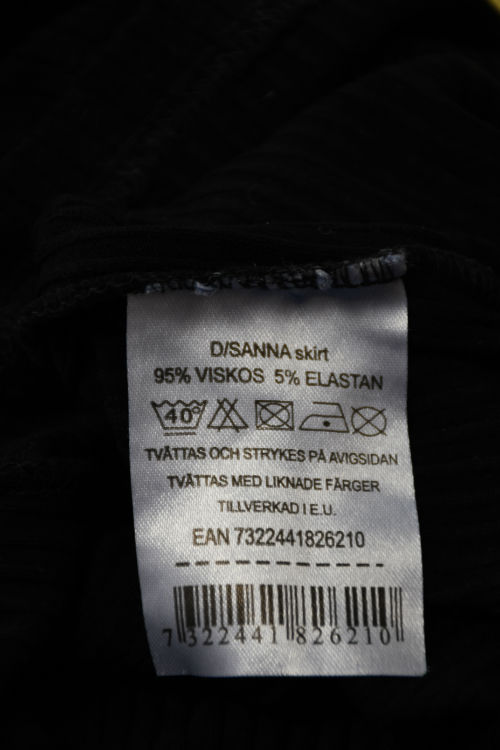 D/SANNA skirt
95% VISKOS 5% ELASTAN
40°
TVÄTTAS OCH STRYKES PÅ AVIGSIDAN
TVÄTTAS MED LIKNADE FÄRGER
TILLVERKAD I E.U.
EAN 7322441826210
7 322441 826210